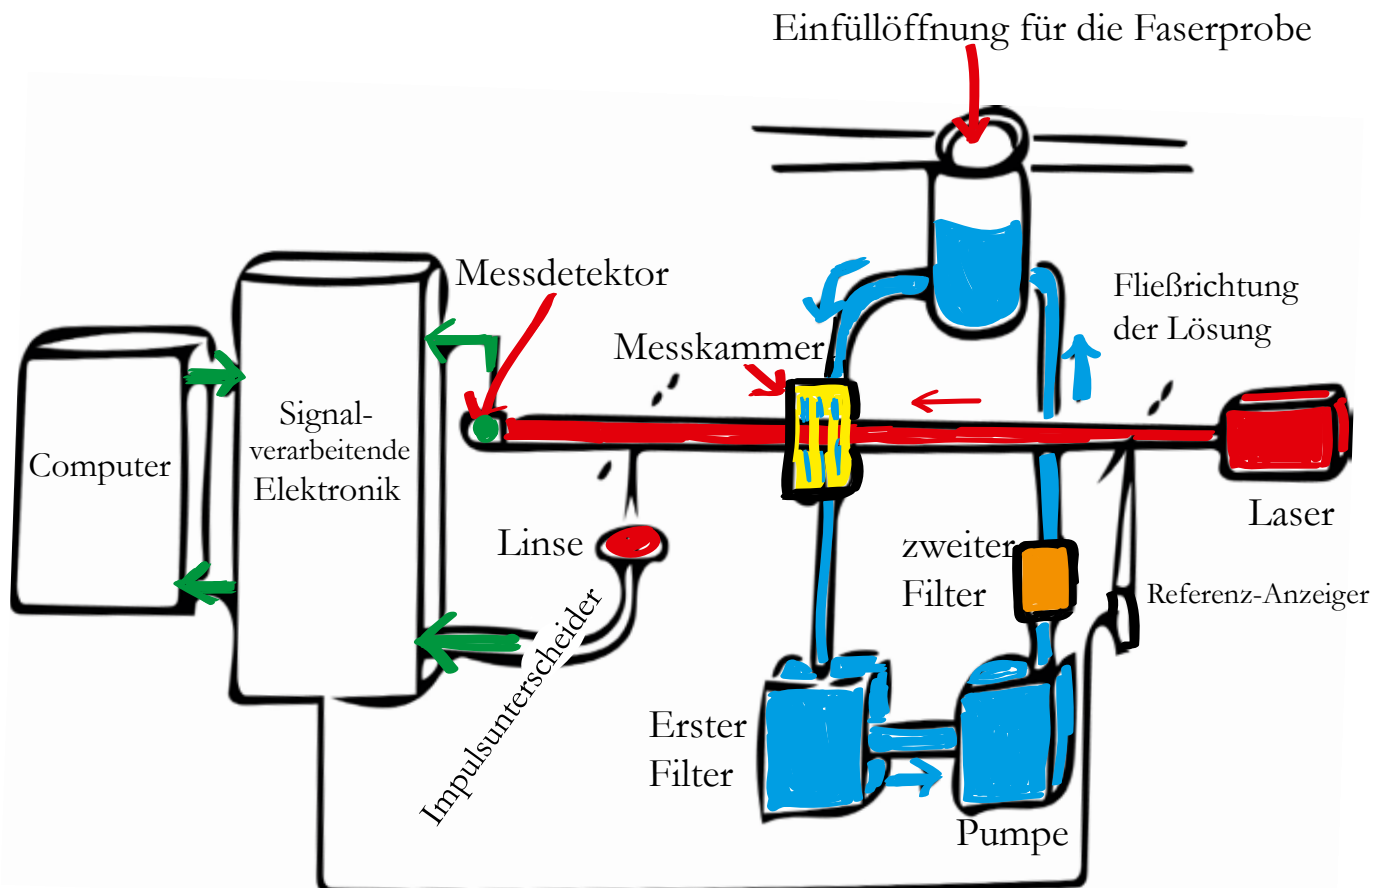 Einfüllöffnung für die Faserprobe
Messdetektor
Fließrichtung
der Lösung
Messkammer
Signal-
verarbeitende
Elektronik
Computer
Laser
Linse
zweiter
Filter
Referenz-Anzeiger
Impulsunterscheider
Erster
Filter
Pumpe